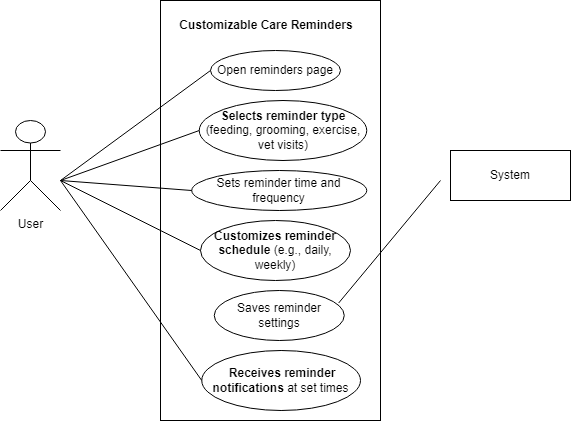 Customizable Care Reminders
Open reminders page
Selects reminder type
(feeding, grooming, exercise,
vet visits)
Sets reminder time and
frequency
User
System
Customizes reminder
schedule (e.g., daily,
weekly)
Saves reminder
settings
Receives reminder
notifications at set times